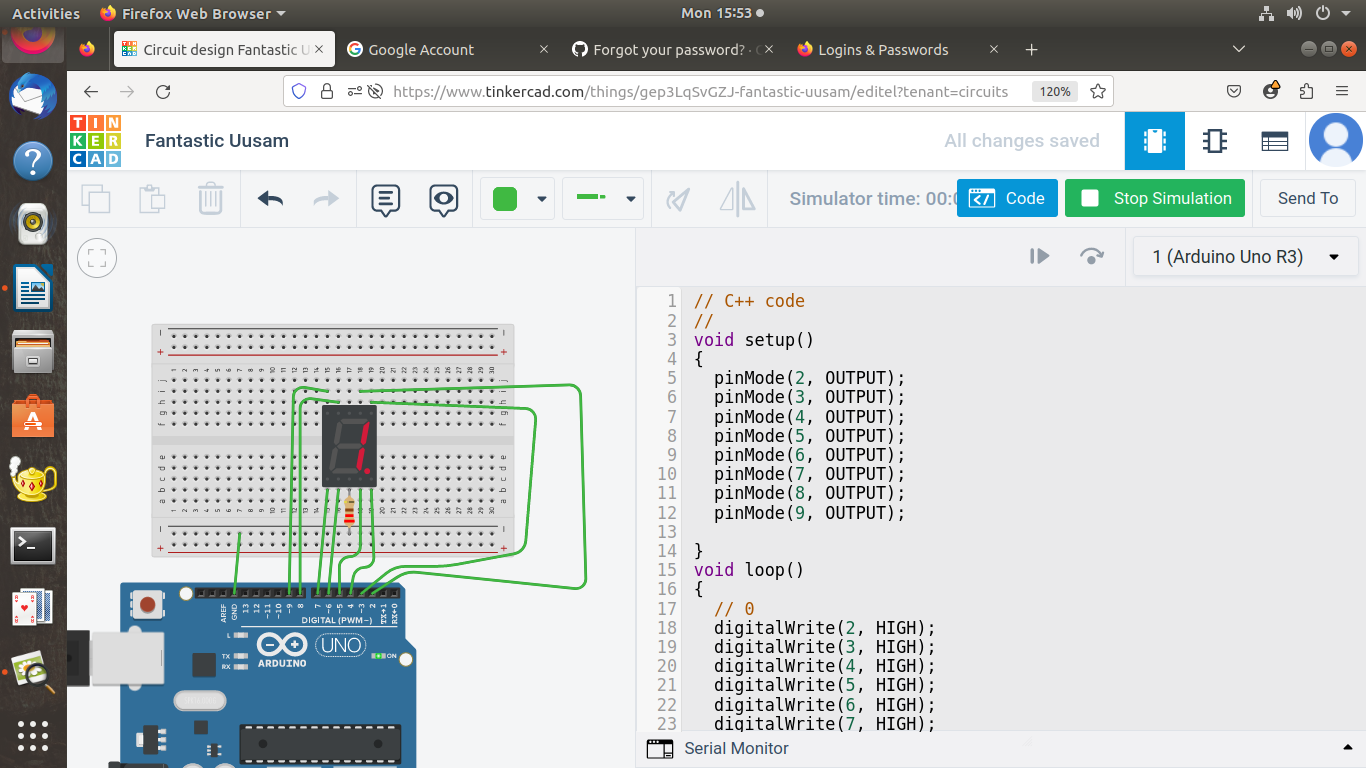 Activities Firefox Web Browser Mon 15:53
Circuit design Fantastic U Google Account Forgot your password? · Logins & Passwords
https://www.tinkercad.com/things/gep3LqSvGZJ-fantastic-uusam/editel?tenant=circuits 120%
TIN
KER
CAD
Fantastic Uusam
All changes saved
Simulator time: 00:0
Code
Stop Simulation
Send To
1 (Arduino Uno R3)
1 // C++ code
2 //
3 void setup()
4 {
5 pinMode(2, OUTPUT);
6 pinMode(3, OUTPUT);
7 pinMode(4, OUTPUT);
8 pinMode(5, OUTPUT);
9 pinMode(6, OUTPUT);
10 pinMode(7, OUTPUT);
11 pinMode(8, OUTPUT);
12 pinMode(9, OUTPUT);
13
14 }
15 void loop()
16 {
17 // 0
18 digitalWrite(2, HIGH);
19 digitalWrite(3, HIGH);
20 digitalWrite(4, HIGH);
21 digitalWrite(5, HIGH);
22 digitalWrite(6, HIGH);
23 digitalWrite(7, HIGH);
Serial Monitor
AREF GND 13 12 ~11 ~10 ~9 8 7 ~6 ~5 4 ~3 2 TX→1 RX←0
DIGITAL (PWM~)
L
TX
RX
ARDUINO
UNO
ON